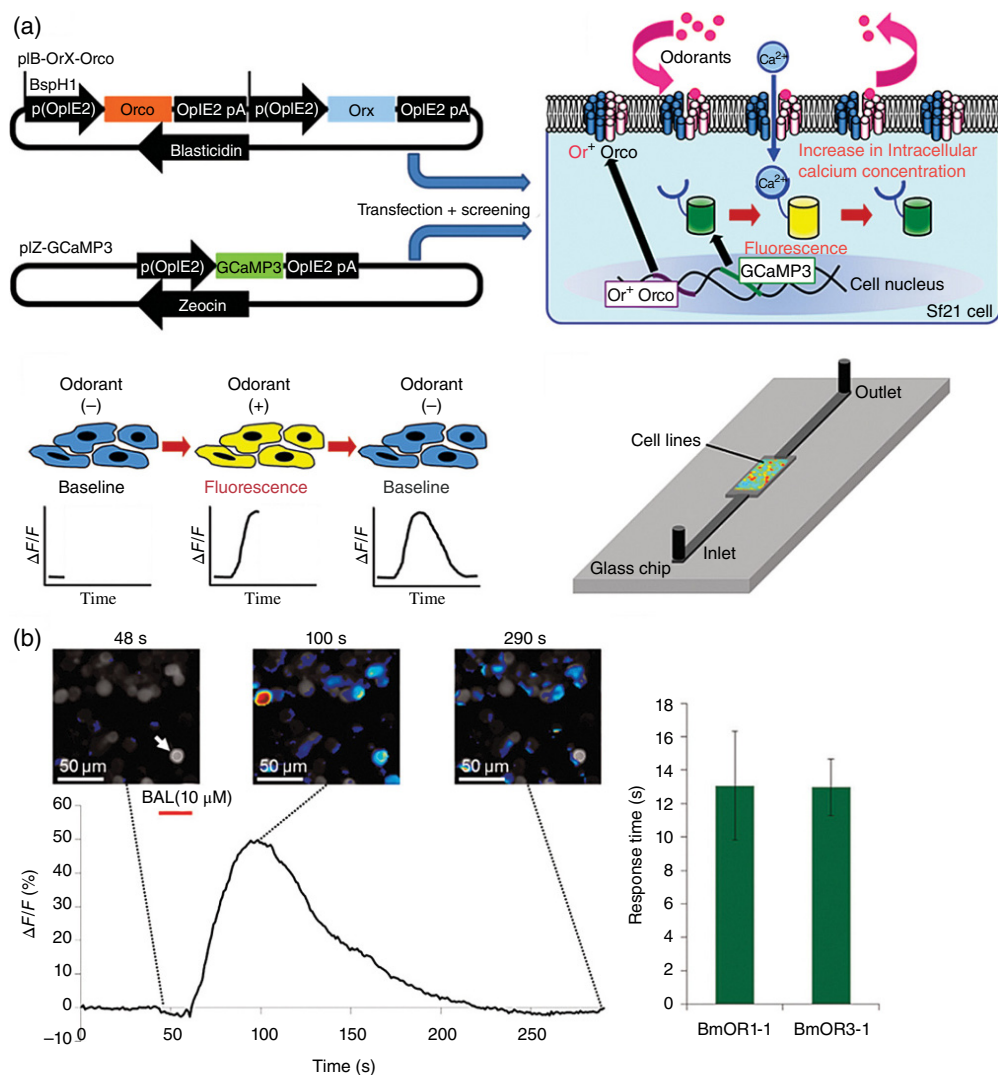 (a)
plB-OrX-Orco
BspH1
p(OplE2) Orco OpIE2 pA p(OpIE2) Orx OpIE2 pA
Blasticidin
Transfection + screening
plZ-GCaMP3
p(OpIE2) GCaMP3 OpIE2 pA
Zeocin
Odorants
Ca2+
Or+ Orco
Increase in Intracellular
calcium concentration
Ca2+
Fluorescence
GCaMP3
Or+ Orco
Cell nucleus
Sf21 cell
Odorant
(–)
Odorant
(+)
Odorant
(–)
Baseline
Fluorescence
Baseline
ΔF/F
Time
ΔF/F
Time
ΔF/F
Time
Outlet
Cell lines
Inlet
Glass chip
(b)
48 s
100 s
290 s
50 µm
50 µm
50 µm
BAL(10 µM)
60
50
40
30
20
10
0
–10
ΔF/F (%)
0 50 100 150 200 250
Time (s)
18
16
14
12
10
8
6
4
2
0
Response time (s)
BmOR1-1 BmOR3-1